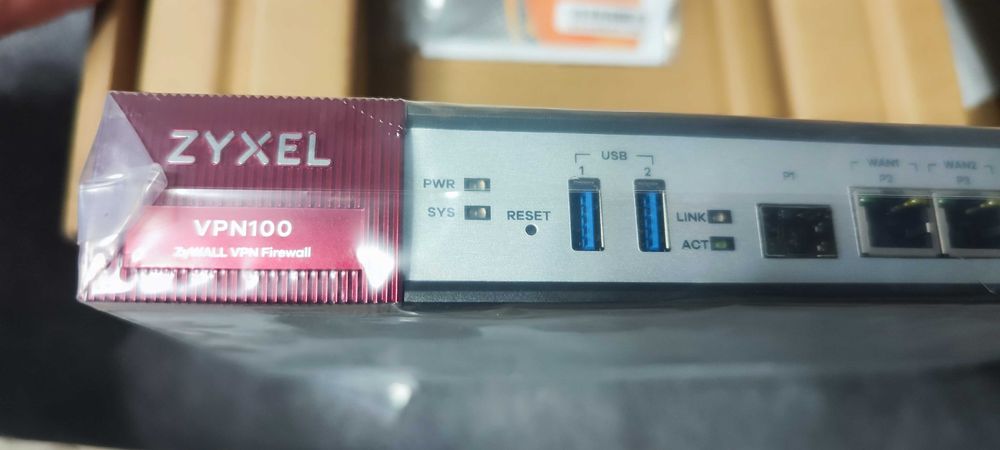 ZYXEL
VPN100
ZyWALL VPN Firewall
PWR
SYS
RESET
USB
1 2
LINK
ACT
P1
WAN1 WAN2
P2 P3